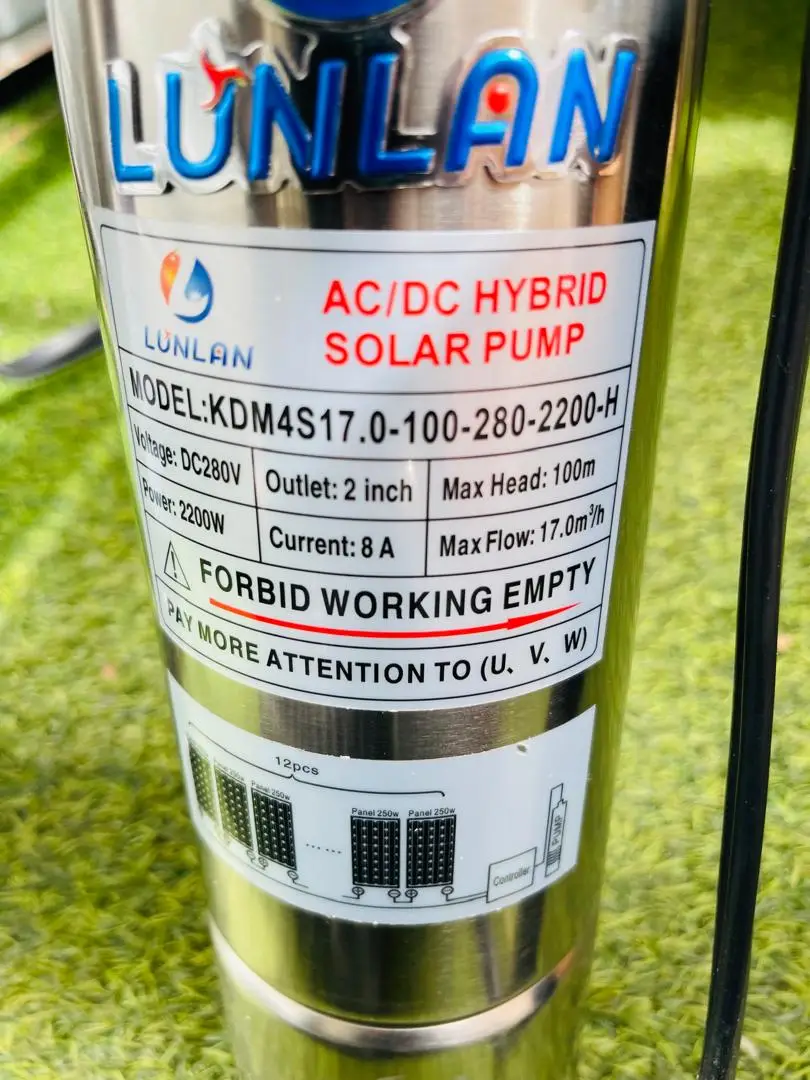 LUNLAN
LUNLAN
AC/DC HYBRID
SOLAR PUMP
MODEL:KDM4S17.0-100-280-2200-H
Voltage: DC280V
Outlet: 2 inch
Max Head: 100m
Power: 2200W
Current: 8 A
Max Flow: 17.0m³/h
FORBID WORKING EMPTY
PAY MORE ATTENTION TO (U、V、W)
12pcs
Panel 250w
Panel 250w
Panel 250w
Controller
PUMP